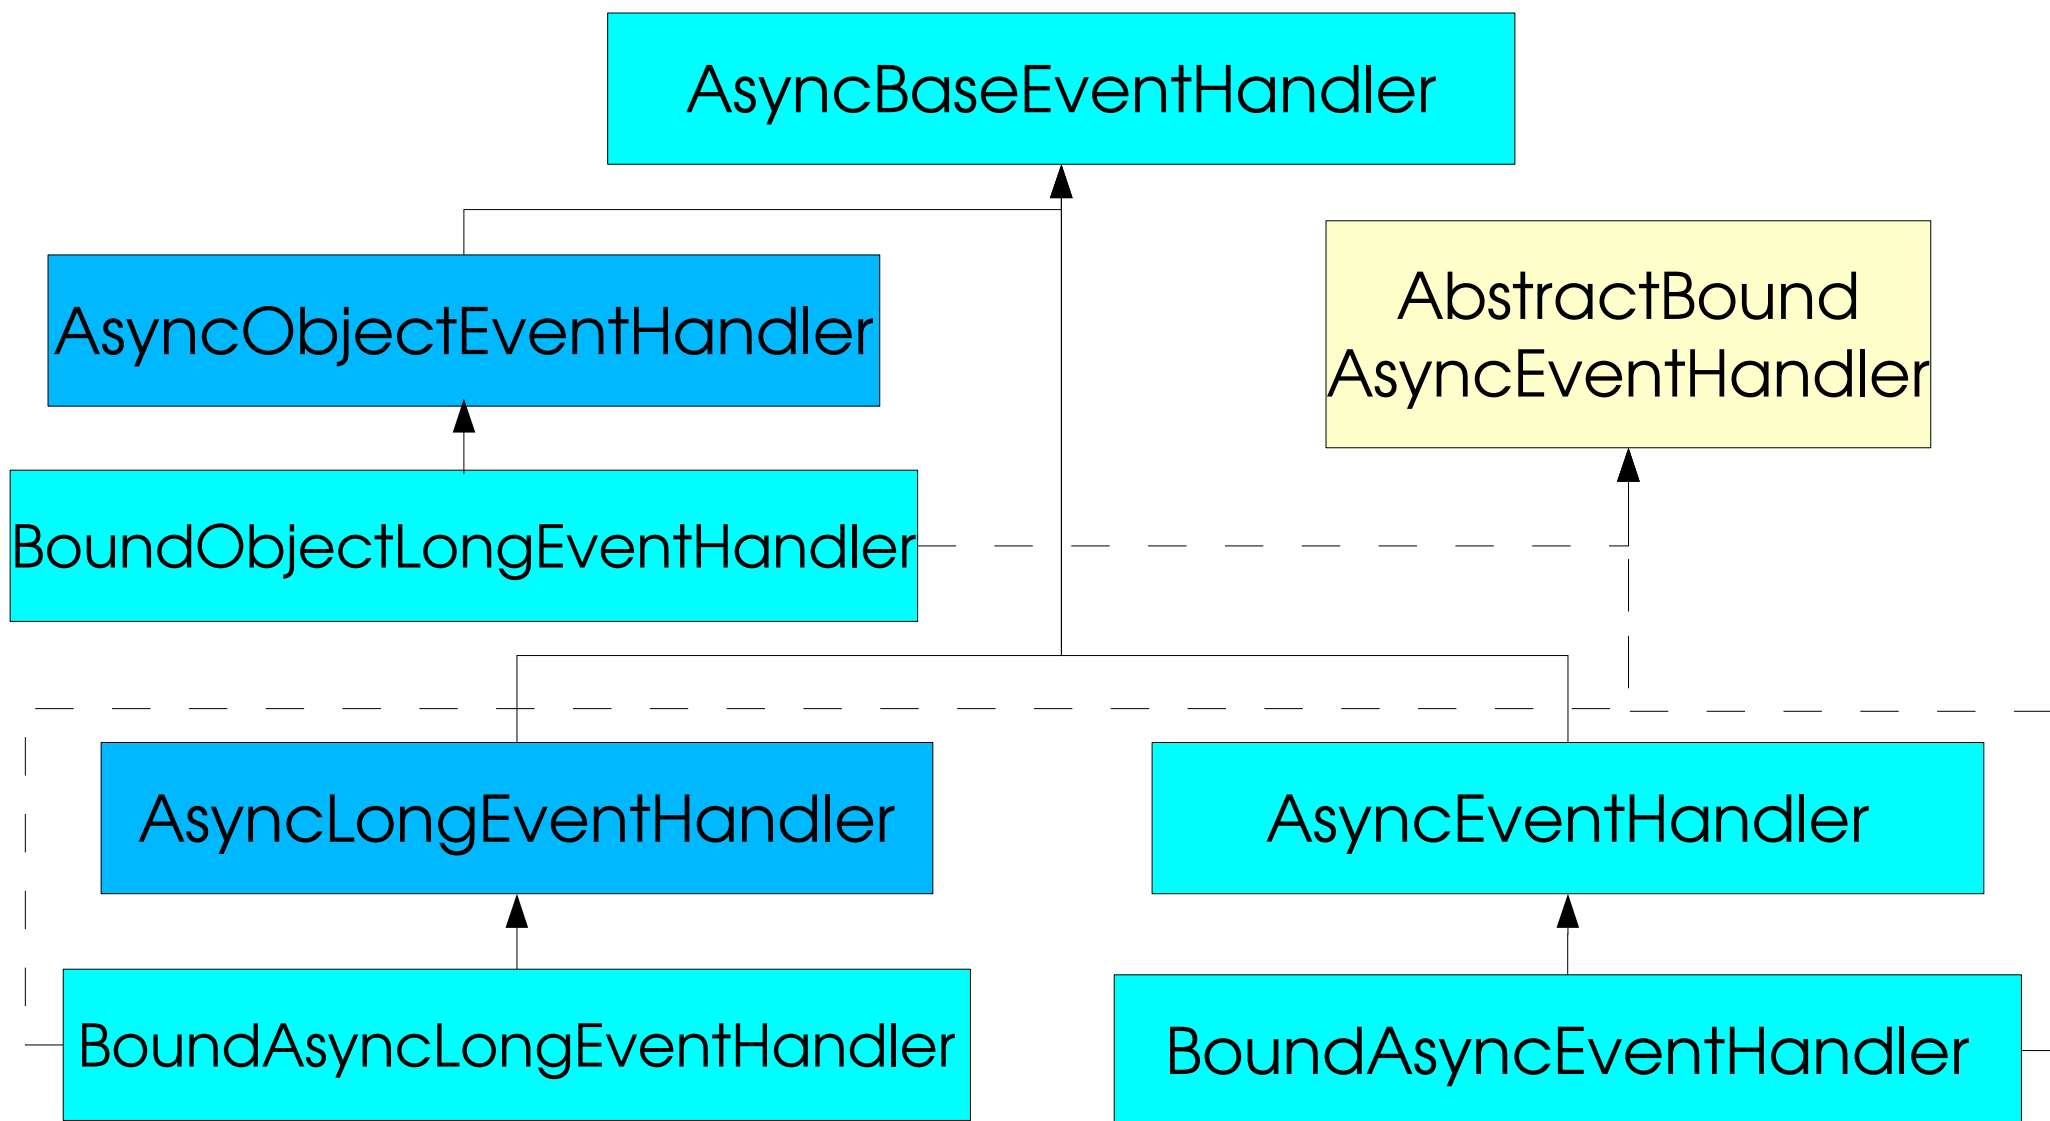 AsyncBaseEventHandler
AsyncObjectEventHandler
AbstractBound
AsyncEventHandler
BoundObjectLongEventHandler
AsyncLongEventHandler
AsyncEventHandler
BoundAsyncLongEventHandler
BoundAsyncEventHandler